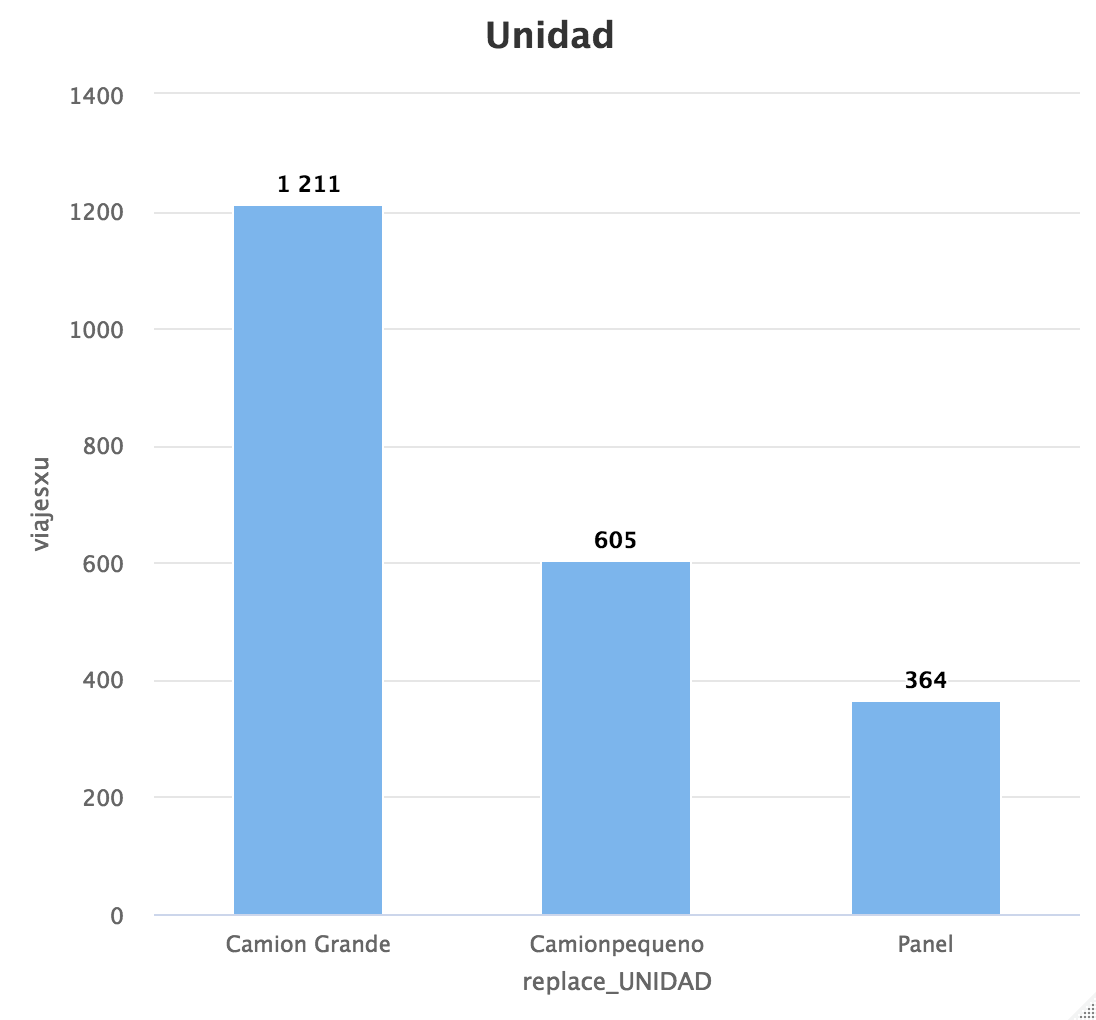 Unidad
1400
1200
1000
800
600
400
200
0
viajesxu
1 211
605
364
Camion Grande
Camionpequeno
Panel
replace_UNIDAD